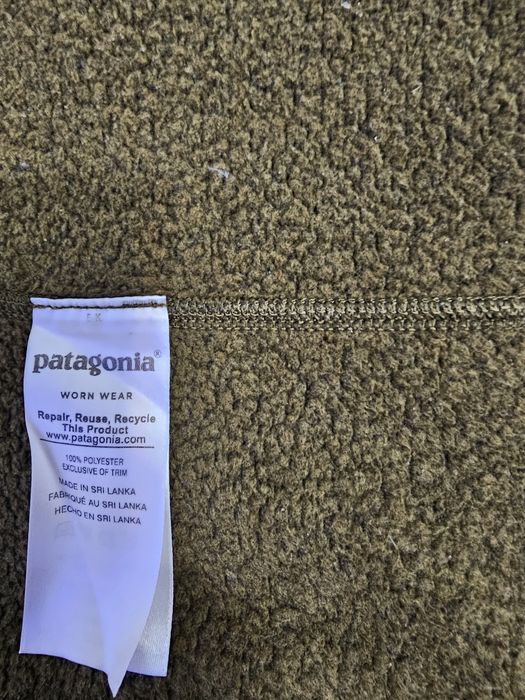 patagonia®
WORN WEAR
Repair, Reuse, Recycle
This Product
www.patagonia.com
100% POLYESTER
EXCLUSIVE OF TRIM
MADE IN SRI LANKA
FABRIQUÉ AU SRI LANKA
HECHO EN SRI LANKA